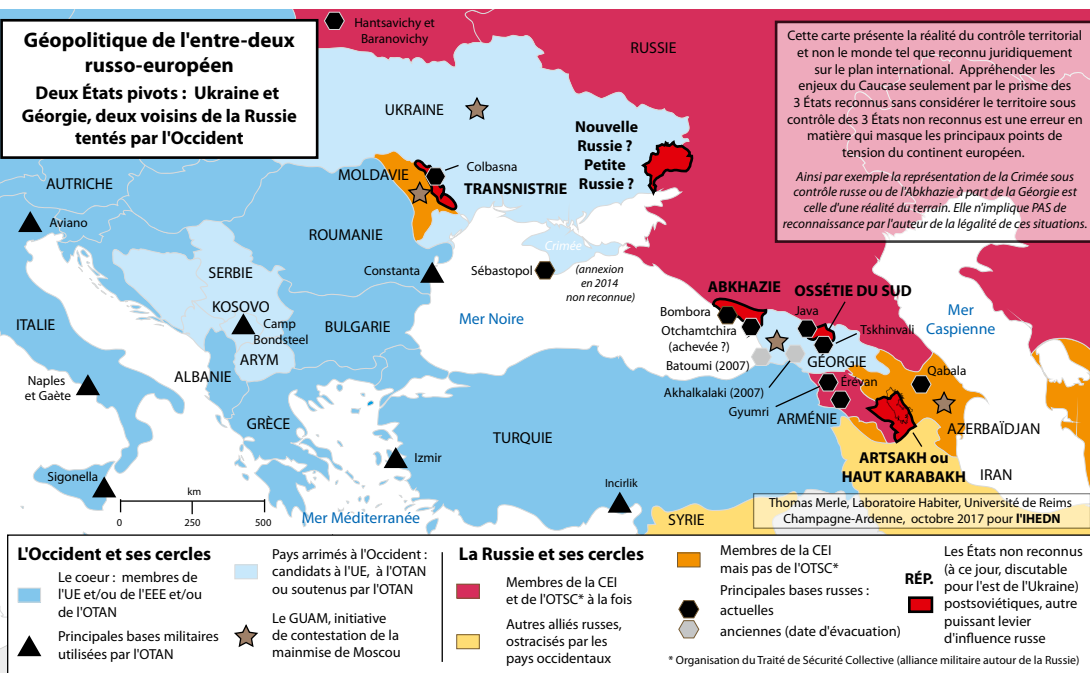 Géopolitique de l'entre-deux
russo-européen
Deux États pivots : Ukraine et
Géorgie, deux voisins de la Russie
tentés par l'Occident
Hantsavichy et
Baranovichy
RUSSIE
Cette carte présente la réalité du contrôle territorial
et non le monde tel que reconnu juridiquement
sur le plan international. Appréhender les
enjeux du Caucase seulement par le prisme des
3 États reconnus sans considérer le territoire sous
contrôle des 3 États non reconnus est une erreur en
matière qui masque les principaux points de
tension du continent européen.
Ainsi par exemple la représentation de la Crimée sous
contrôle russe ou de l'Abkhazie à part de la Géorgie est
celle d'une réalité du terrain. Elle n'implique PAS de
reconnaissance par l'auteur de la légalité de ces situations.
UKRAINE
Nouvelle
Russie ?
Petite
Russie ?
Colbasna
MOLDAVIE
TRANSNISTRIE
AUTRICHE
Aviano
ROUMANIE
Crimée
SERBIE
Constanta
Sébastopol
(annexion
en 2014
non reconnue)
ABKHAZIE
OSSÉTIE DU SUD
KOSOVO
Bombora
Java
Mer
Caspienne
ITALIE
Camp
Bondsteel
BULGARIE
Mer Noire
Otchamtchira
(achevée ?)
Tskhinvali
ARYM
Batoumi (2007)
GÉORGIE
ALBANIE
Naples
et Gaète
Akhalkalaki (2007)
Érévan
Qabala
Gyumri
ARMÉNIE
GRÈCE
TURQUIE
AZERBAÏDJAN
Izmir
ARTSAKH ou
HAUT KARABAKH
IRAN
Sigonella
Incirlik
km
0 250 500
Mer Méditerranée
SYRIE
Thomas Merle, Laboratoire Habiter, Université de Reims
Champagne-Ardenne, octobre 2017 pour l'IHEDN
L'Occident et ses cercles
Le coeur : membres de
l'UE et/ou de l'EEE et/ou
de l'OTAN
Principales bases militaires
utilisées par l'OTAN
Pays arrimés à l'Occident :
candidats à l'UE, à l'OTAN
ou soutenus par l'OTAN
Le GUAM, initiative
de contestation de la
mainmise de Moscou
La Russie et ses cercles
Membres de la CEI
et de l'OTSC* à la fois
Autres alliés russes,
ostracisés par les
pays occidentaux
Membres de la CEI
mais pas de l'OTSC*
Principales bases russes :
actuelles
anciennes (date d'évacuation)
RÉP.
Les États non reconnus
(à ce jour, discutable
pour l'est de l'Ukraine)
postsoviétiques, autre
puissant levier
d'influence russe
* Organisation du Traité de Sécurité Collective (alliance militaire autour de la Russie)